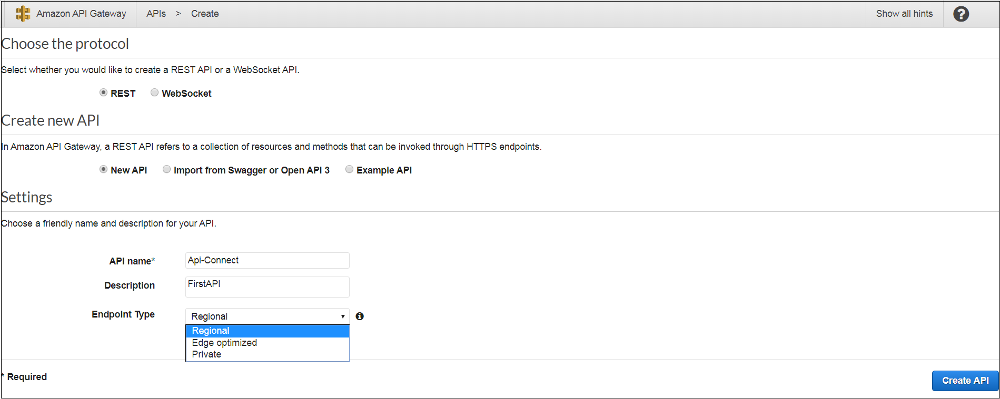 Amazon API Gateway APIs > Create Show all hints ?
Choose the protocol
Select whether you would like to create a REST API or a WebSocket API.
REST WebSocket
Create new API
In Amazon API Gateway, a REST API refers to a collection of resources and methods that can be invoked through HTTPS endpoints.
New API Import from Swagger or Open API 3 Example API
Settings
Choose a friendly name and description for your API.
API name* Api-Connect
Description FirstAPI
Endpoint Type Regional
Regional
Edge optimized
Private
* Required
Create API